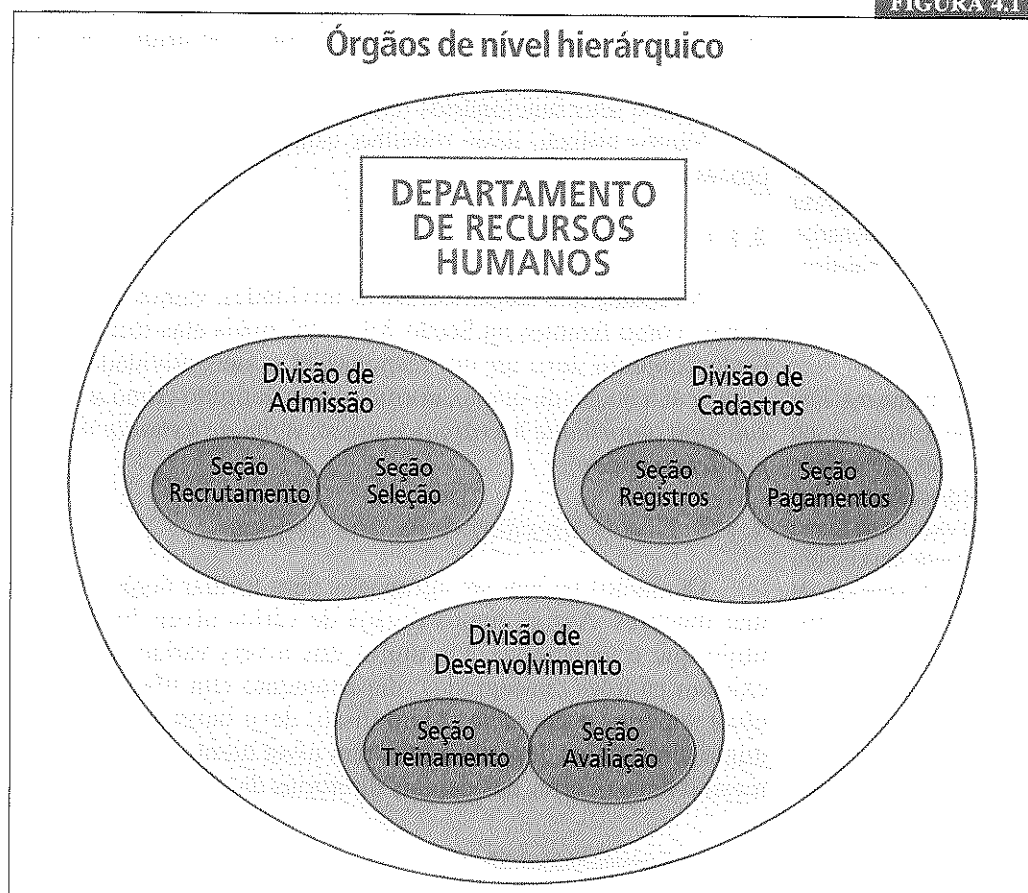 FIGURA 4.1
Órgãos de nível hierárquico
DEPARTAMENTO
DE RECURSOS
HUMANOS
Divisão de
Admissão
Seção
Recrutamento
Seção
Seleção
Divisão de
Cadastros
Seção
Registros
Seção
Pagamentos
Divisão de
Desenvolvimento
Seção
Treinamento
Seção
Avaliação